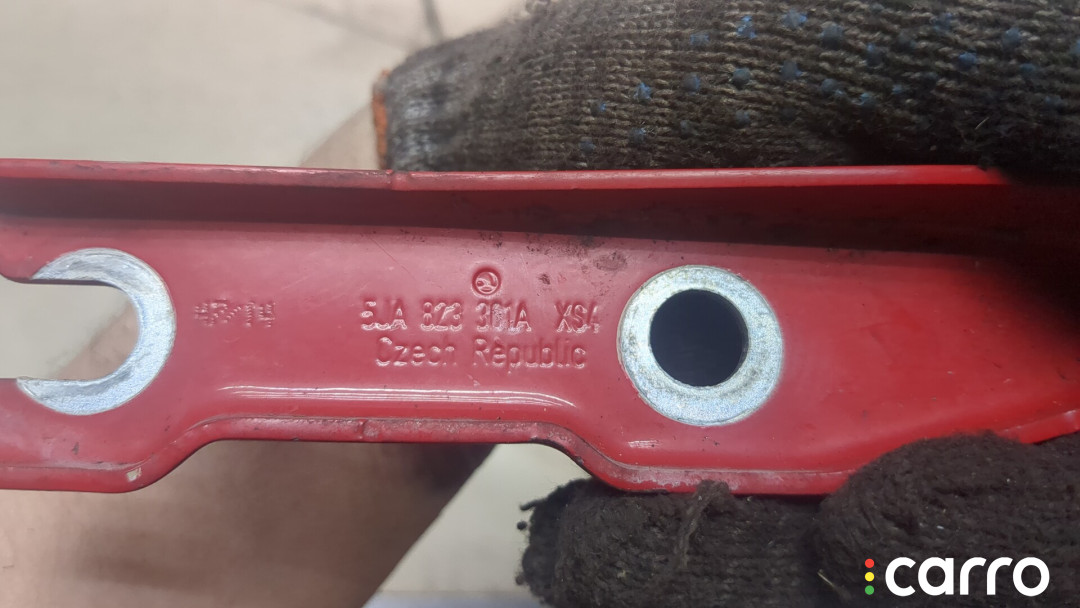 5JA 823 301A XS4
Czech Republic
carro